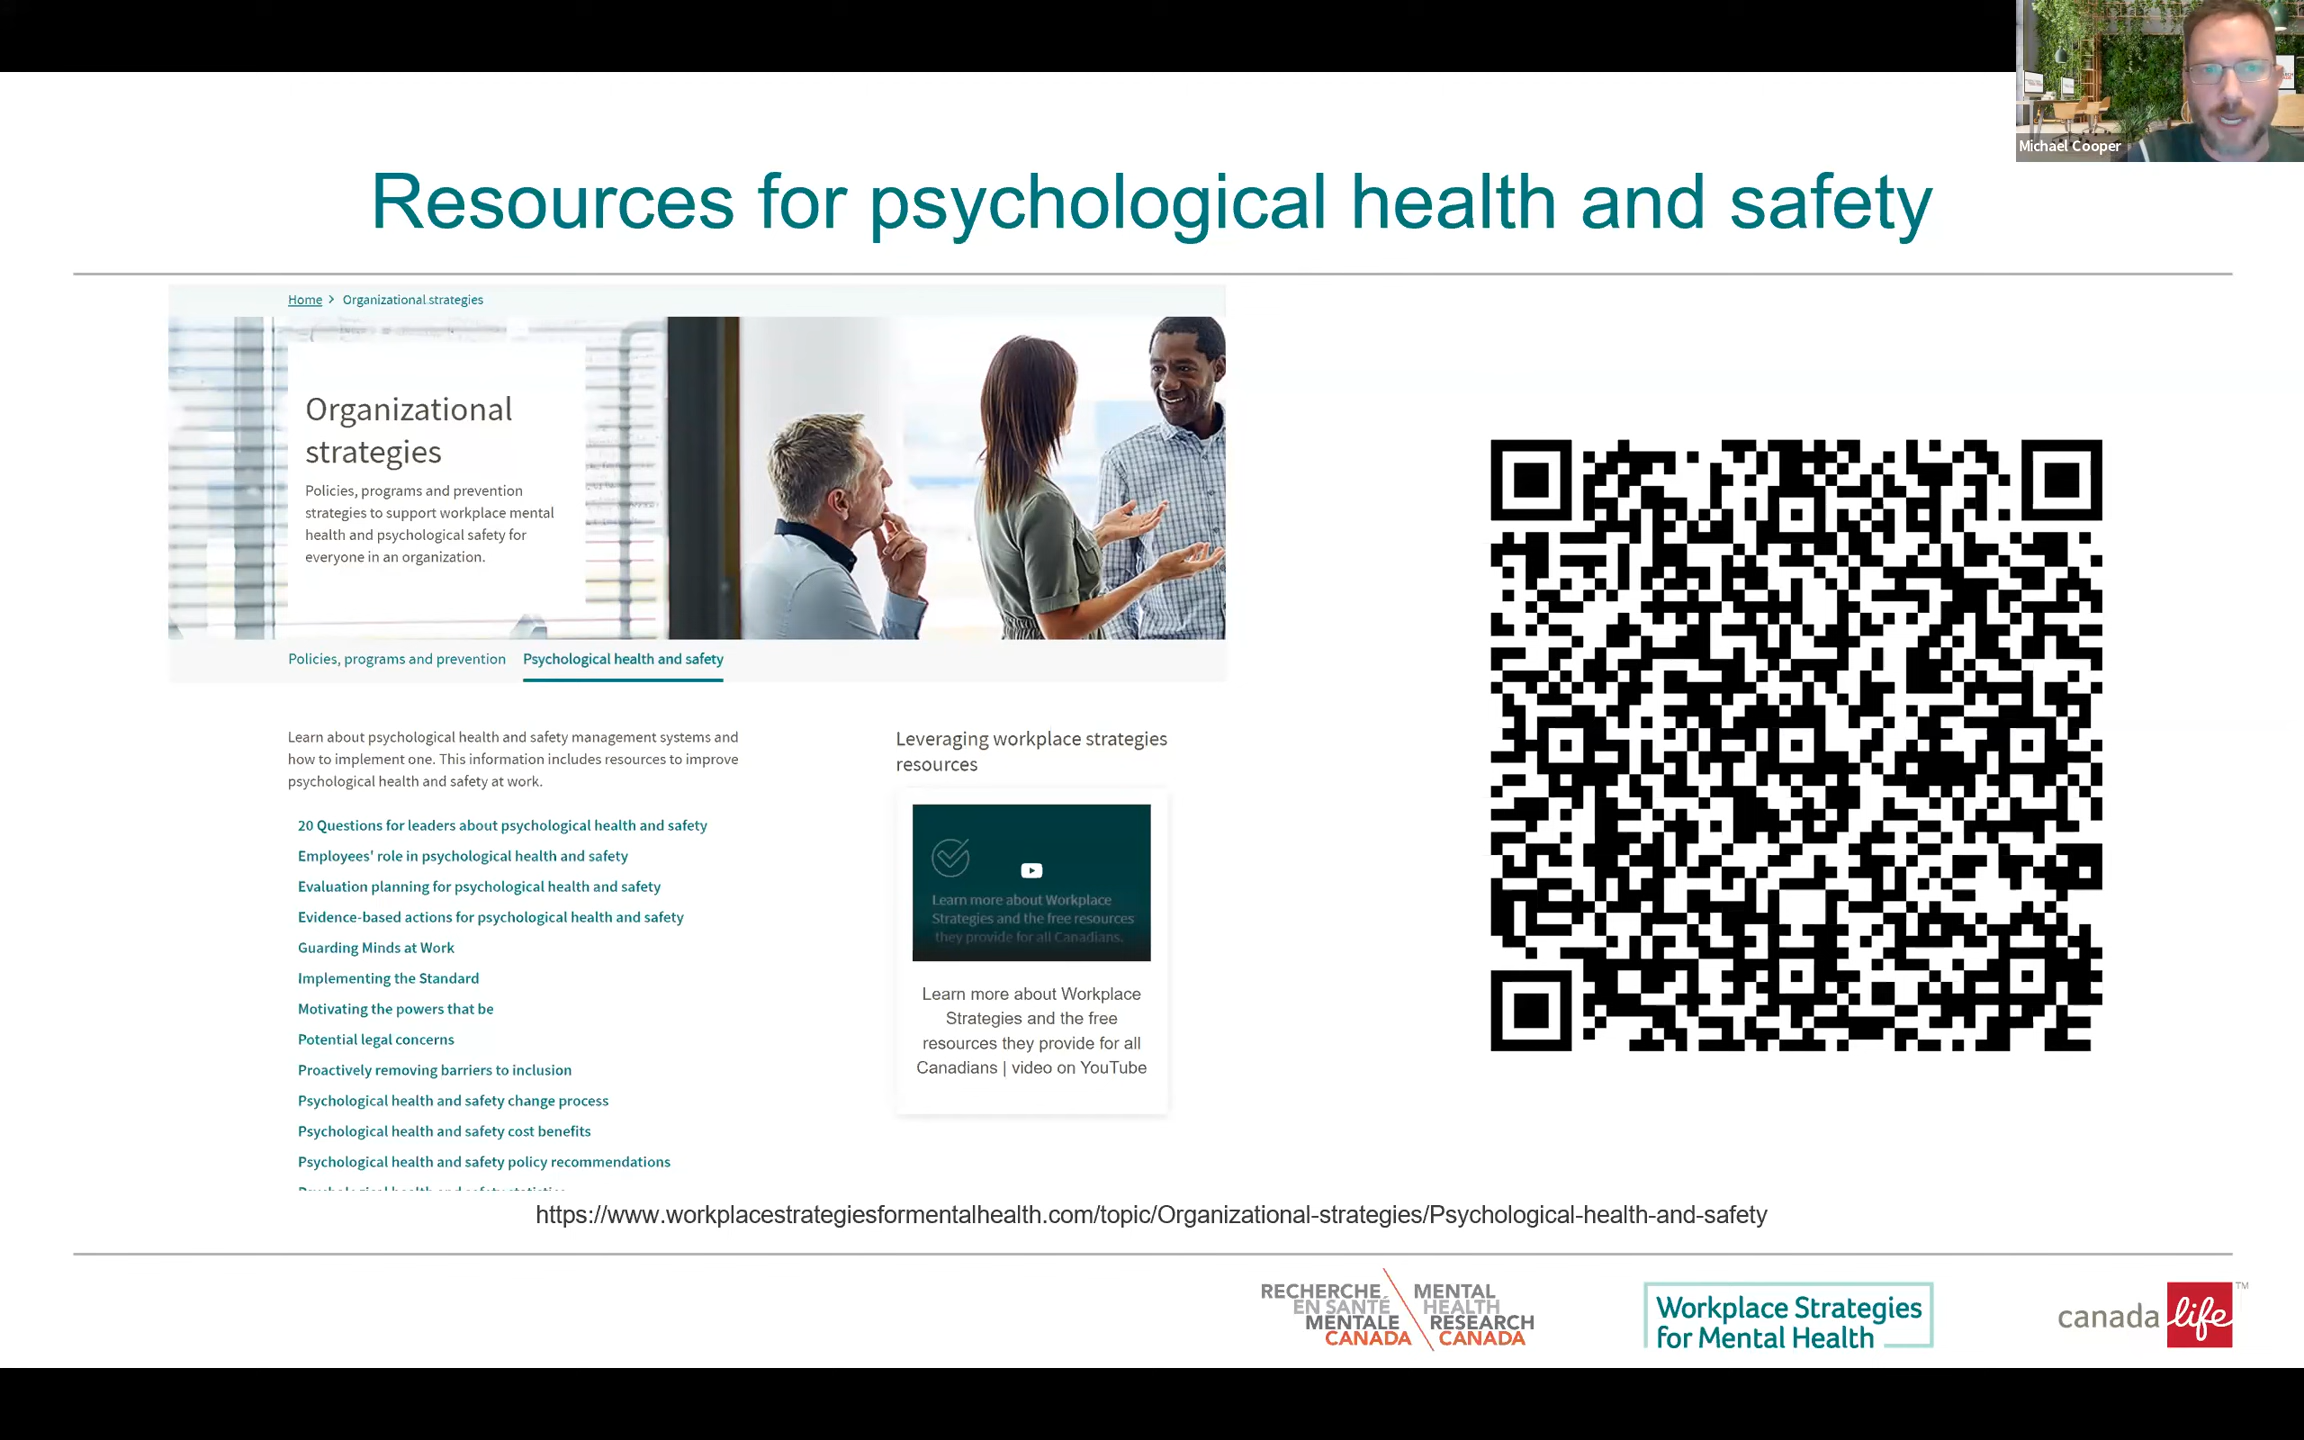 Michael Cooper
Resources for psychological health and safety
Home > Organizational strategies
Organizational
strategies
Policies, programs and prevention
strategies to support workplace mental
health and psychological safety for
everyone in an organization.
Policies, programs and prevention Psychological health and safety
Learn about psychological health and safety management systems and
how to implement one. This information includes resources to improve
psychological health and safety at work.
20 Questions for leaders about psychological health and safety
Employees' role in psychological health and safety
Evaluation planning for psychological health and safety
Evidence-based actions for psychological health and safety
Guarding Minds at Work
Implementing the Standard
Motivating the powers that be
Potential legal concerns
Proactively removing barriers to inclusion
Psychological health and safety change process
Psychological health and safety cost benefits
Psychological health and safety policy recommendations
Psychological health and safety statistics
Leveraging workplace strategies
resources
Learn more about Workplace
Strategies and the free resources
they provide for all Canadians.
Learn more about Workplace
Strategies and the free
resources they provide for all
Canadians | video on YouTube
https://www.workplacestrategiesformentalhealth.com/topic/Organizational-strategies/Psychological-health-and-safety
RECHERCHE
EN SANTÉ
MENTALE
CANADA
MENTAL
HEALTH
RESEARCH
CANADA
Workplace Strategies
for Mental Health
canada life™